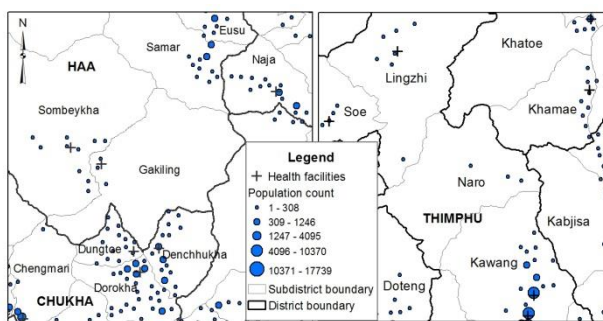 N
Eusu
Samar
HAA
Naja
Sombeykha
Gakiling
Dungtoe
Denchhukha
Chengmari
Dorokha
CHUKHA
Legend
Health facilities
Population count
1 - 308
309 - 1246
1247 - 4095
4096 - 10370
10371 - 17739
Subdistrict boundary
District boundary
Khatoe
Lingzhi
Khamae
Soe
Naro
THIMPHU
Kabjisa
Kawang
Doteng